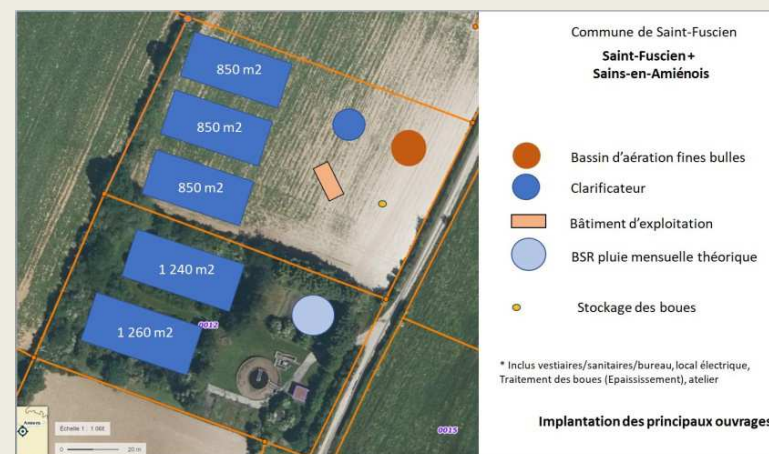 850 m2
850 m2
850 m2
1 240 m2
1 260 m2
0012
0015
Echelle 1 : 1 066
0
20 m
Commune de Saint-Fuscien
Saint-Fuscien +
Sains-en-Amiénois
Bassin d'aération fines bulles
Clarificateur
Bâtiment d'exploitation
BSR pluie mensuelle théorique
Stockage des boues
* Inclus vestiaires/sanitaires/bureau, local électrique,
Traitement des boues (Epaississement), atelier
Implantation des principaux ouvrages